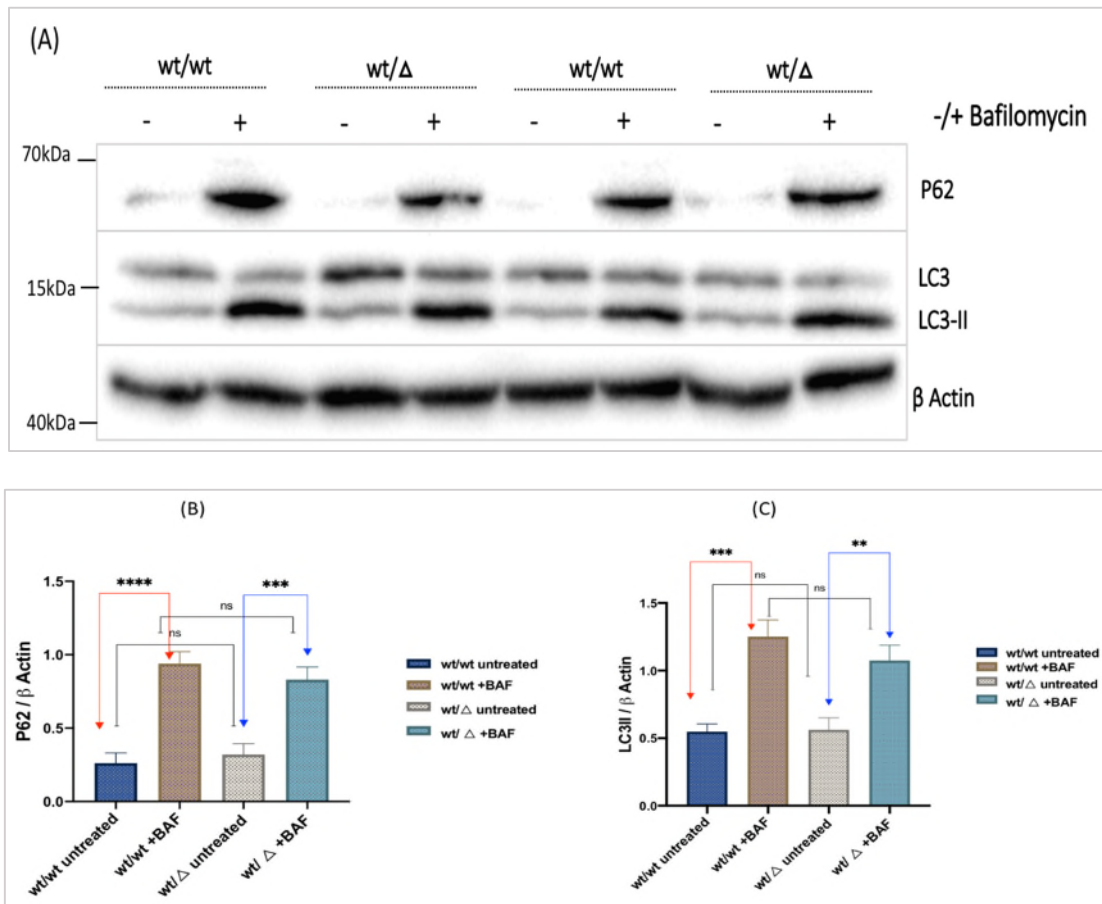 (A)
wt/wt wt/Δ wt/wt wt/Δ
- + - + - + - + -/+ Bafilomycin
70kDa
P62
LC3
15kDa
LC3-II
β Actin
40kDa
(B)
P62 / β Actin
1.5
1.0
0.5
0.0
**** ***
ns
ns
wt/wt untreated
wt/wt +BAF
wt/△ untreated
wt/ △ +BAF
wt/wt untreated
wt/wt +BAF
wt/△ untreated
wt/ △ +BAF
(C)
LC3II / β Actin
1.5
1.0
0.5
0.0
*** **
ns
ns
wt/wt untreated
wt/wt +BAF
wt/△ untreated
wt/ △ +BAF
wt/wt untreated
wt/wt +BAF
wt/△ untreated
wt/ △ +BAF